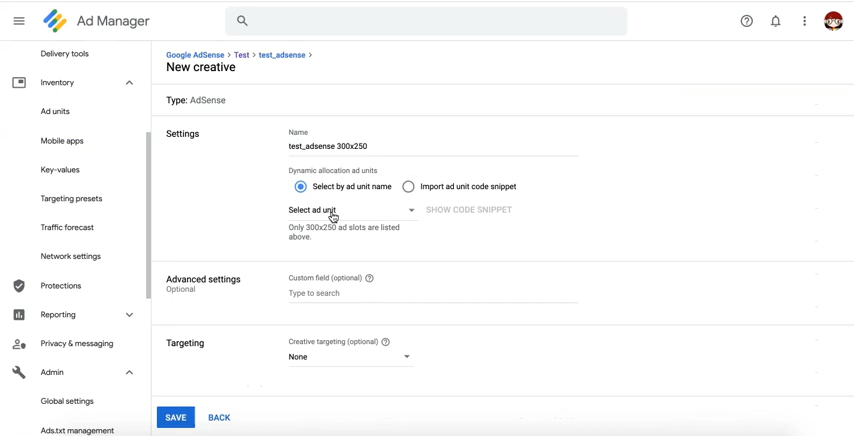 Ad Manager
Delivery tools
Inventory
Ad units
Mobile apps
Key-values
Targeting presets
Traffic forecast
Network settings
Protections
Reporting
Privacy & messaging
Admin
Global settings
Ads.txt management
Google AdSense > Test > test_adsense >
New creative
Type: AdSense
Settings
Name
test_adsense 300x250
Dynamic allocation ad units
Select by ad unit name
Import ad unit code snippet
Select ad unit
SHOW CODE SNIPPET
Only 300x250 ad slots are listed
above.
Advanced settings
Optional
Custom field (optional)
Type to search
Targeting
Creative targeting (optional)
None
SAVE
BACK